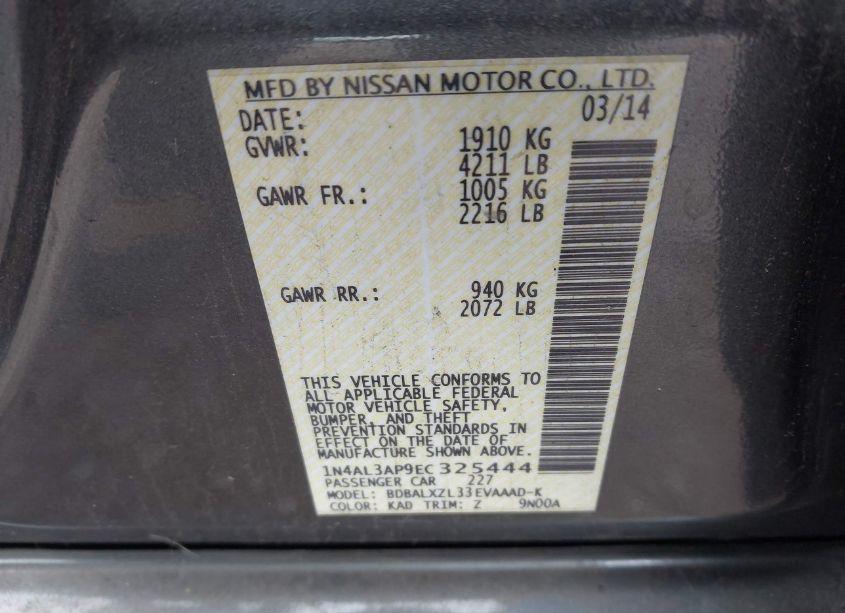 MFD BY NISSAN MOTOR CO., LTD.
DATE: 03/14
GVWR: 1910 KG
4211 LB
GAWR FR.: 1005 KG
2216 LB
GAWR RR.: 940 KG
2072 LB
THIS VEHICLE CONFORMS TO
ALL APPLICABLE FEDERAL
MOTOR VEHICLE SAFETY,
BUMPER, AND THEFT
PREVENTION STANDARDS IN
EFFECT ON THE DATE OF
MANUFACTURE SHOWN ABOVE.
1N4AL3AP9EC325444
PASSENGER CAR 227
MODEL: BDBALXZL33EVAAAD-K
COLOR: KAD TRIM: Z 9N00A